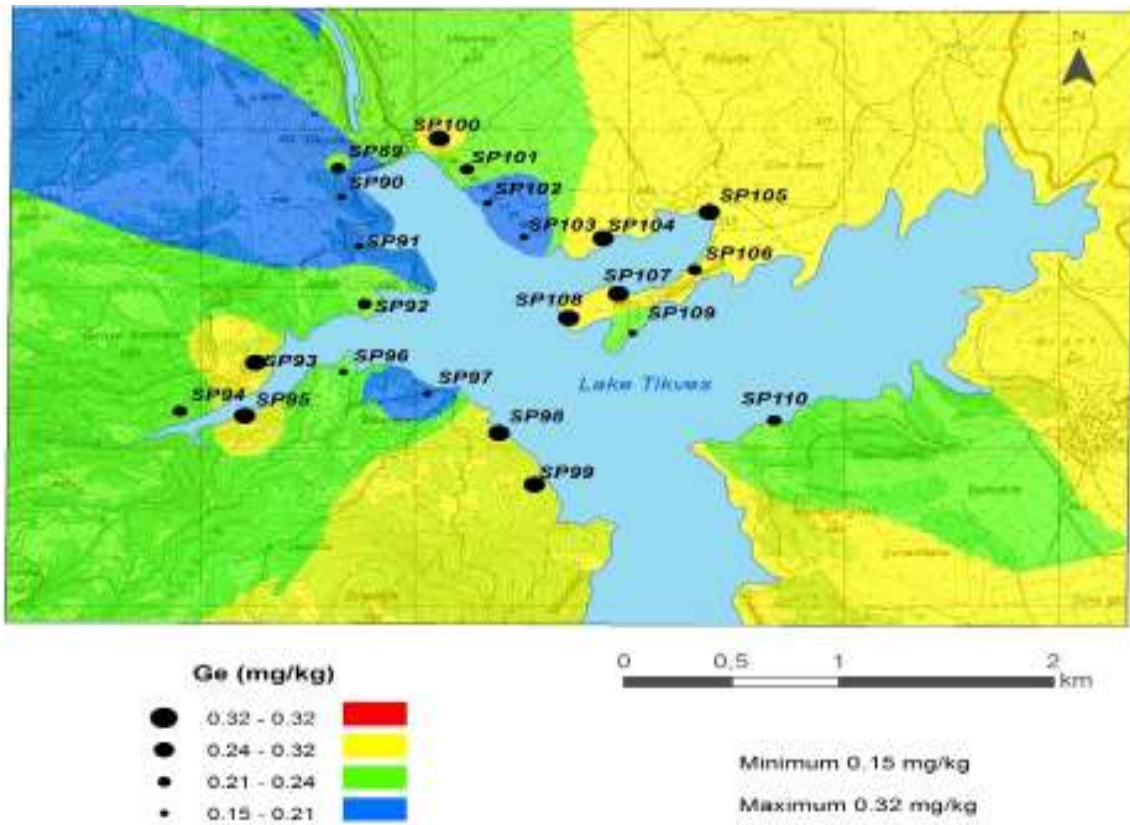 N
SP100
SP89
SP101
SP90
SP102
SP105
SP103
SP104
SP91
SP106
SP107
SP92
SP108
SP109
SP93
SP96
Lake Tikves
SP97
SP94
SP95
SP110
SP98
SP99
Ge (mg/kg)
0.32 - 0.32
0.24 - 0.32
0.21 - 0.24
0.15 - 0.21
0 0,5 1 2
km
Minimum 0.15 mg/kg
Maximum 0.32 mg/kg